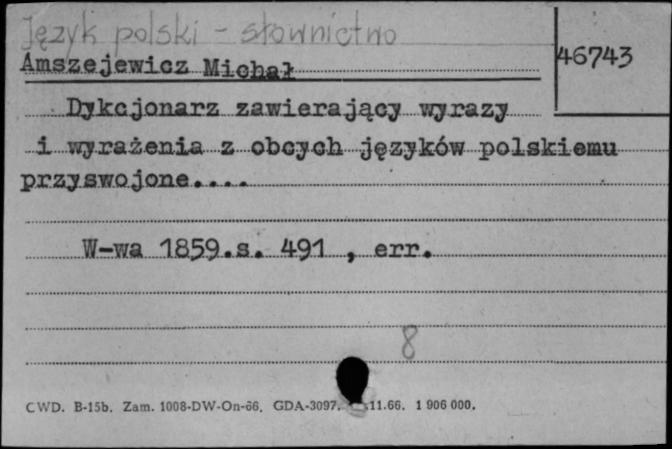 Język polski - słownictwo
46743
Amszejewicz Michał
Dykcjonarz zawierający wyrazy
i wyrażenia z obcych języków polskiemu
przyswojone....
W-wa 1859.s. 491 , err.
8
CWD. B-15b. Zam. 1008-DW-On-66. GDA-3097. .11.66. 1 906 000.